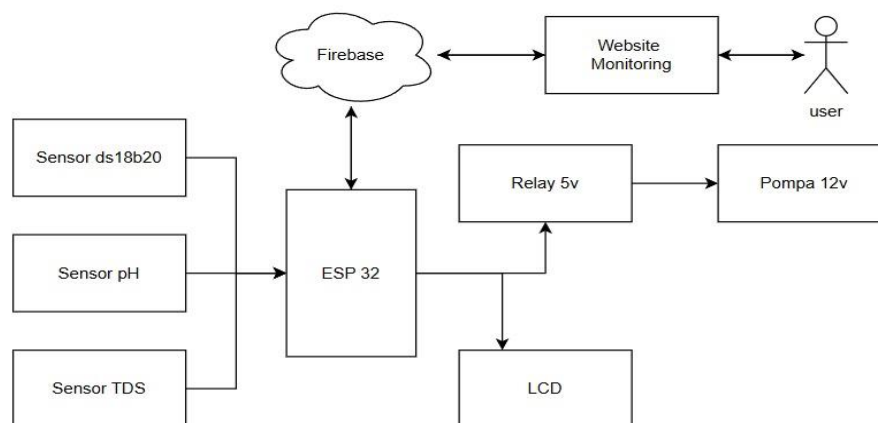 Firebase
Website
Monitoring
user
Sensor ds18b20
Relay 5v
Pompa 12v
Sensor pH
ESP 32
Sensor TDS
LCD